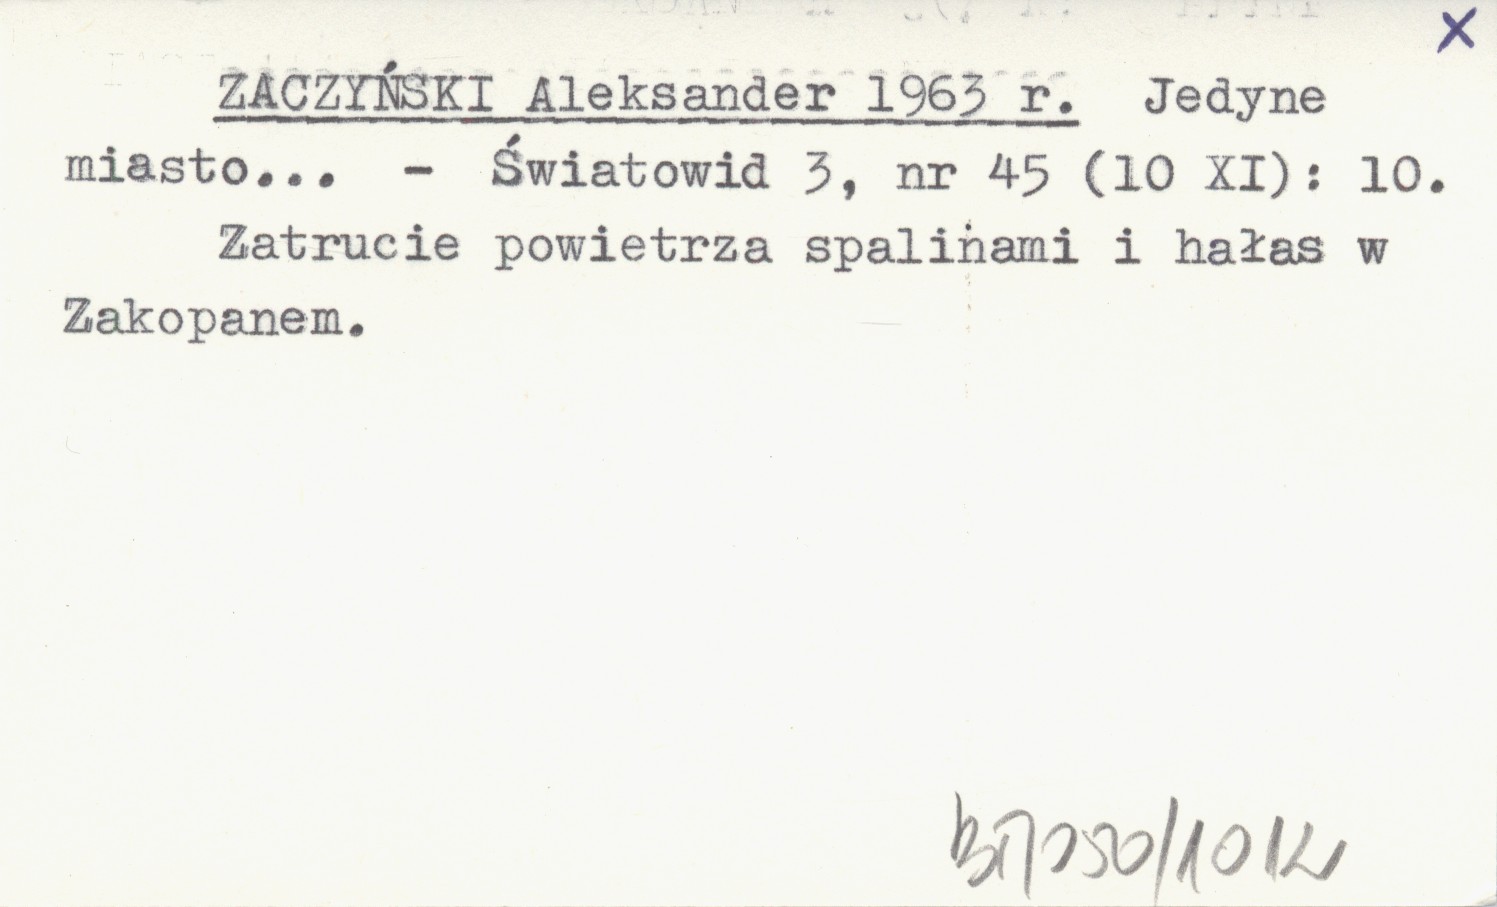 x
ZACZYŃSKI Aleksander 1963 r. Jedyne
miasto... - Światowid 3, nr 45 (10 XI): 10.
Zatrucie powietrza spalinami i hałas w
Zakopanem.